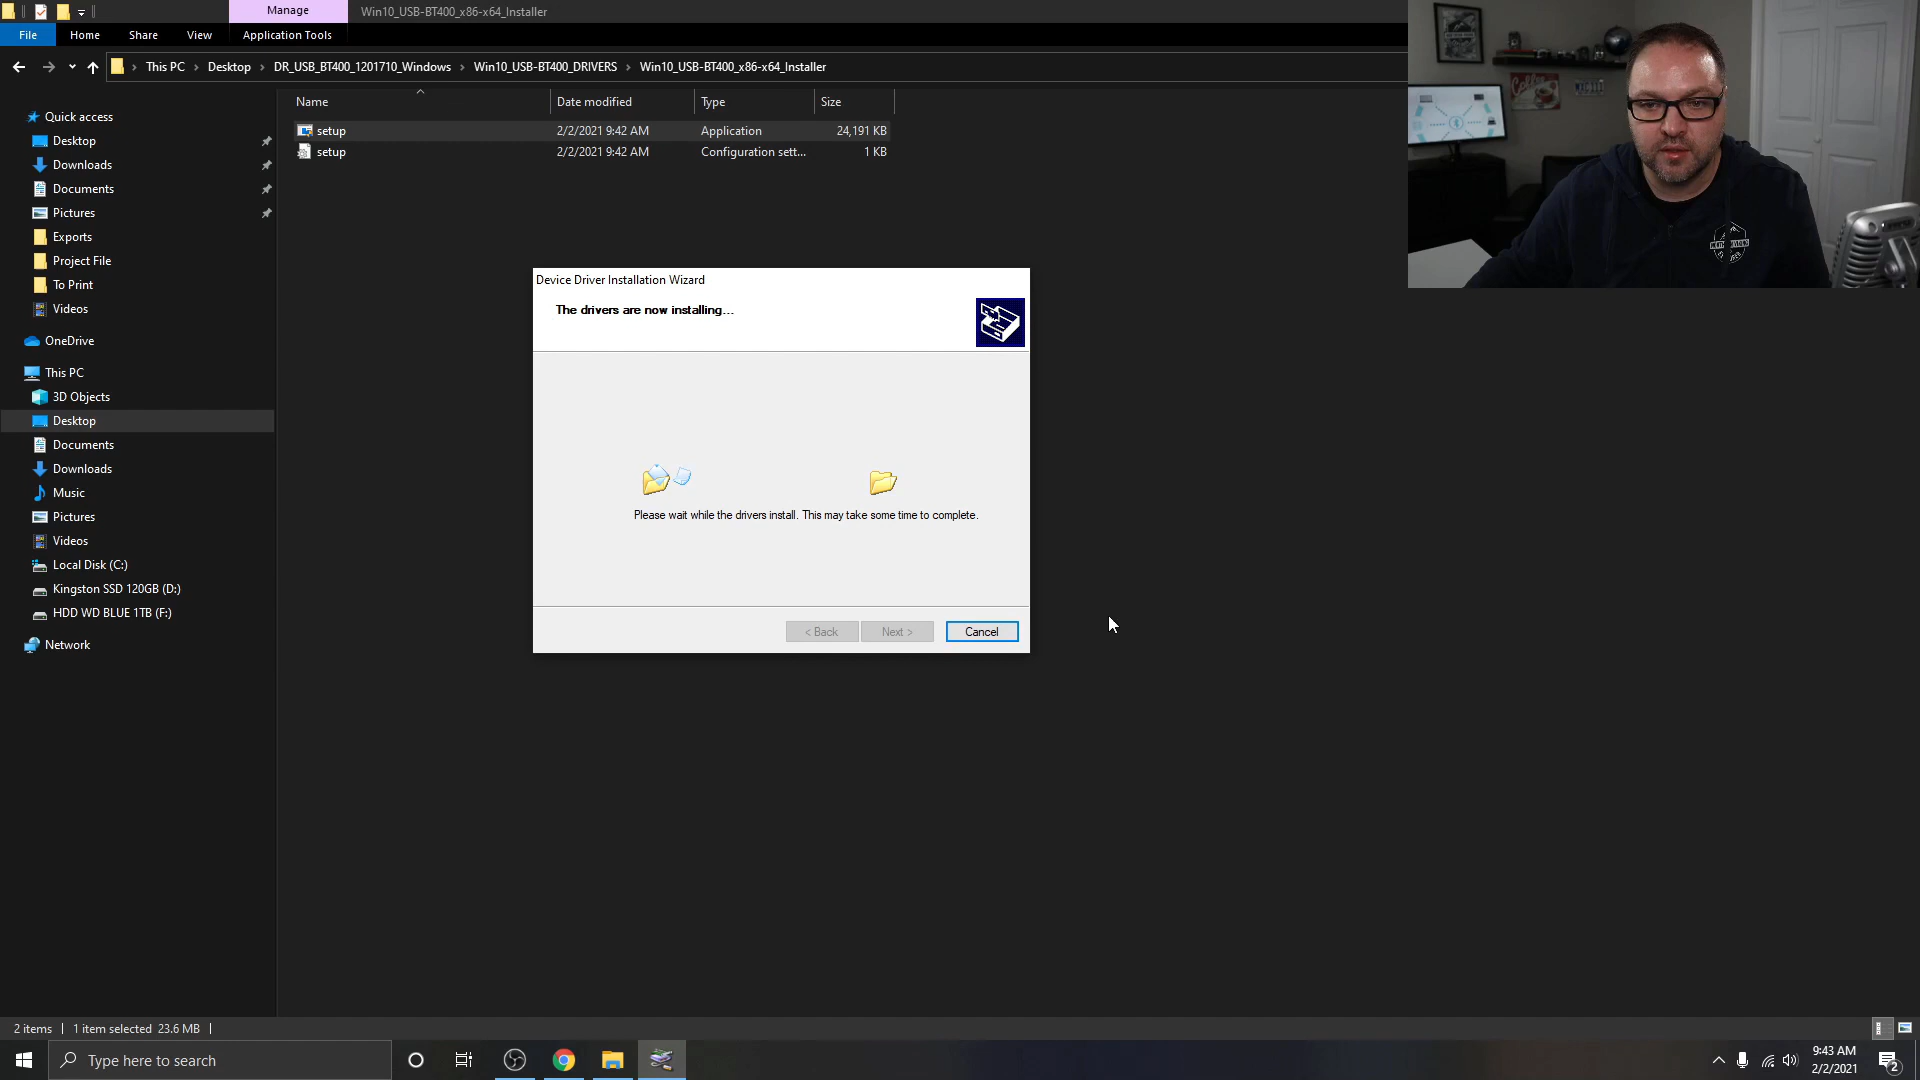 Manage
Win10_USB-BT400_x86-x64_Installer
File
Home
Share
View
Application Tools
This PC > Desktop > DR_USB_BT400_1201710_Windows > Win10_USB-BT400_DRIVERS > Win10_USB-BT400_x86-x64_Installer
Name
Date modified
Type
Size
setup
2/2/2021 9:42 AM
Application
24,191 KB
setup
2/2/2021 9:42 AM
Configuration sett...
1 KB
Quick access
Desktop
Downloads
Documents
Pictures
Exports
Project File
To Print
Videos
OneDrive
This PC
3D Objects
Desktop
Documents
Downloads
Music
Pictures
Videos
Local Disk (C:)
Kingston SSD 120GB (D:)
HDD WD BLUE 1TB (F:)
Network
Device Driver Installation Wizard
The drivers are now installing...
Please wait while the drivers install. This may take some time to complete.
< Back
Next >
Cancel
Coffee
2 items
1 item selected 23.6 MB
Type here to search
9:43 AM
2/2/2021
2